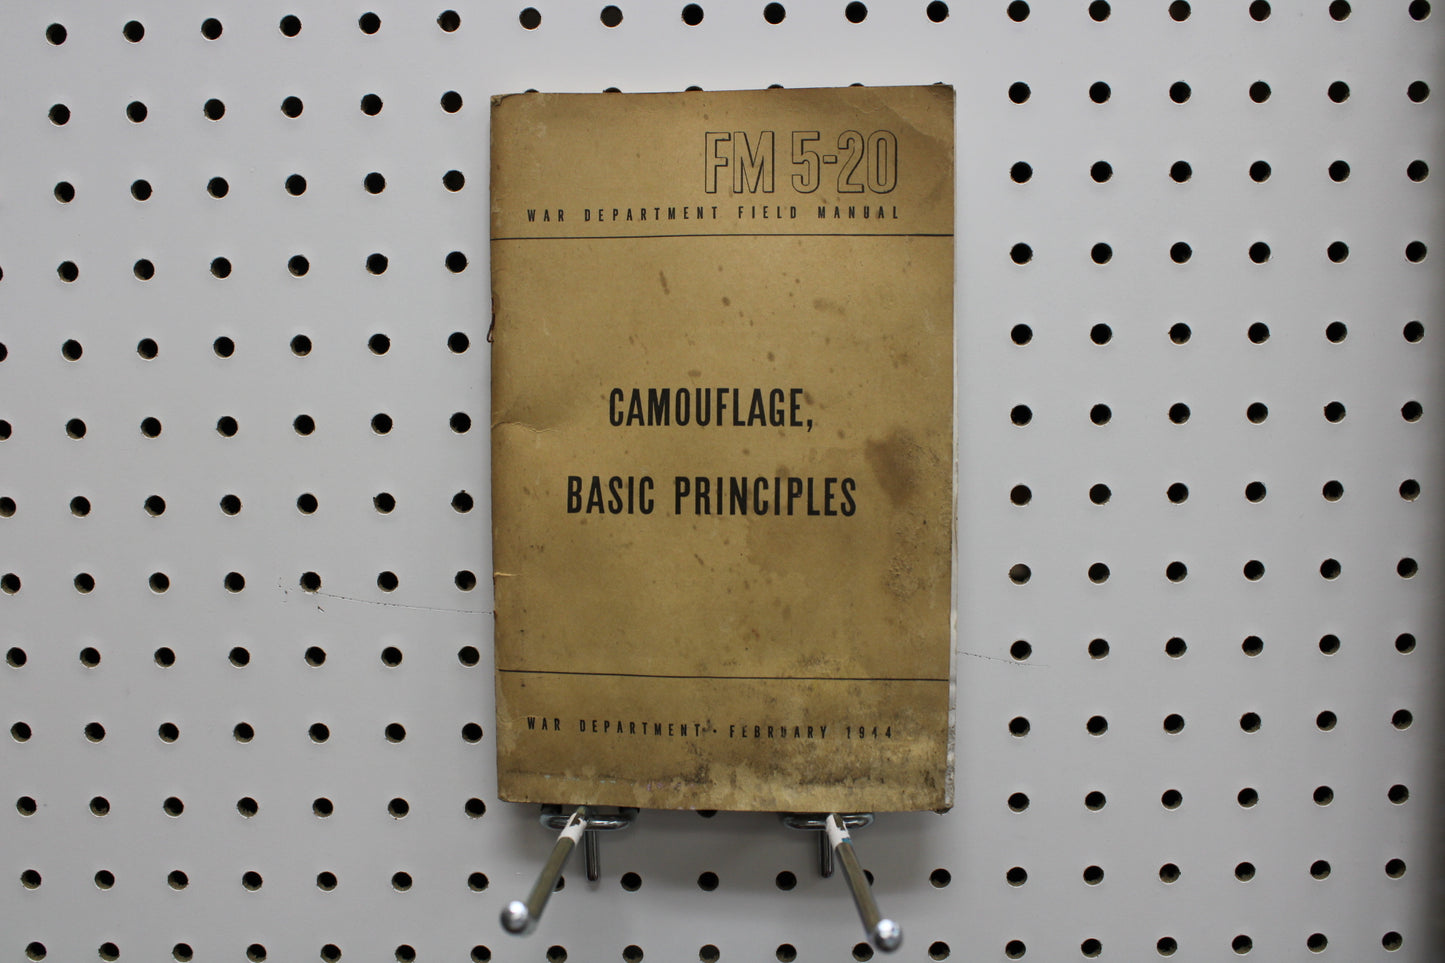 FM 5-20
WAR DEPARTMENT FIELD MANUAL
CAMOUFLAGE,
BASIC PRINCIPLES
WAR DEPARTMENT · FEBRUARY 1944